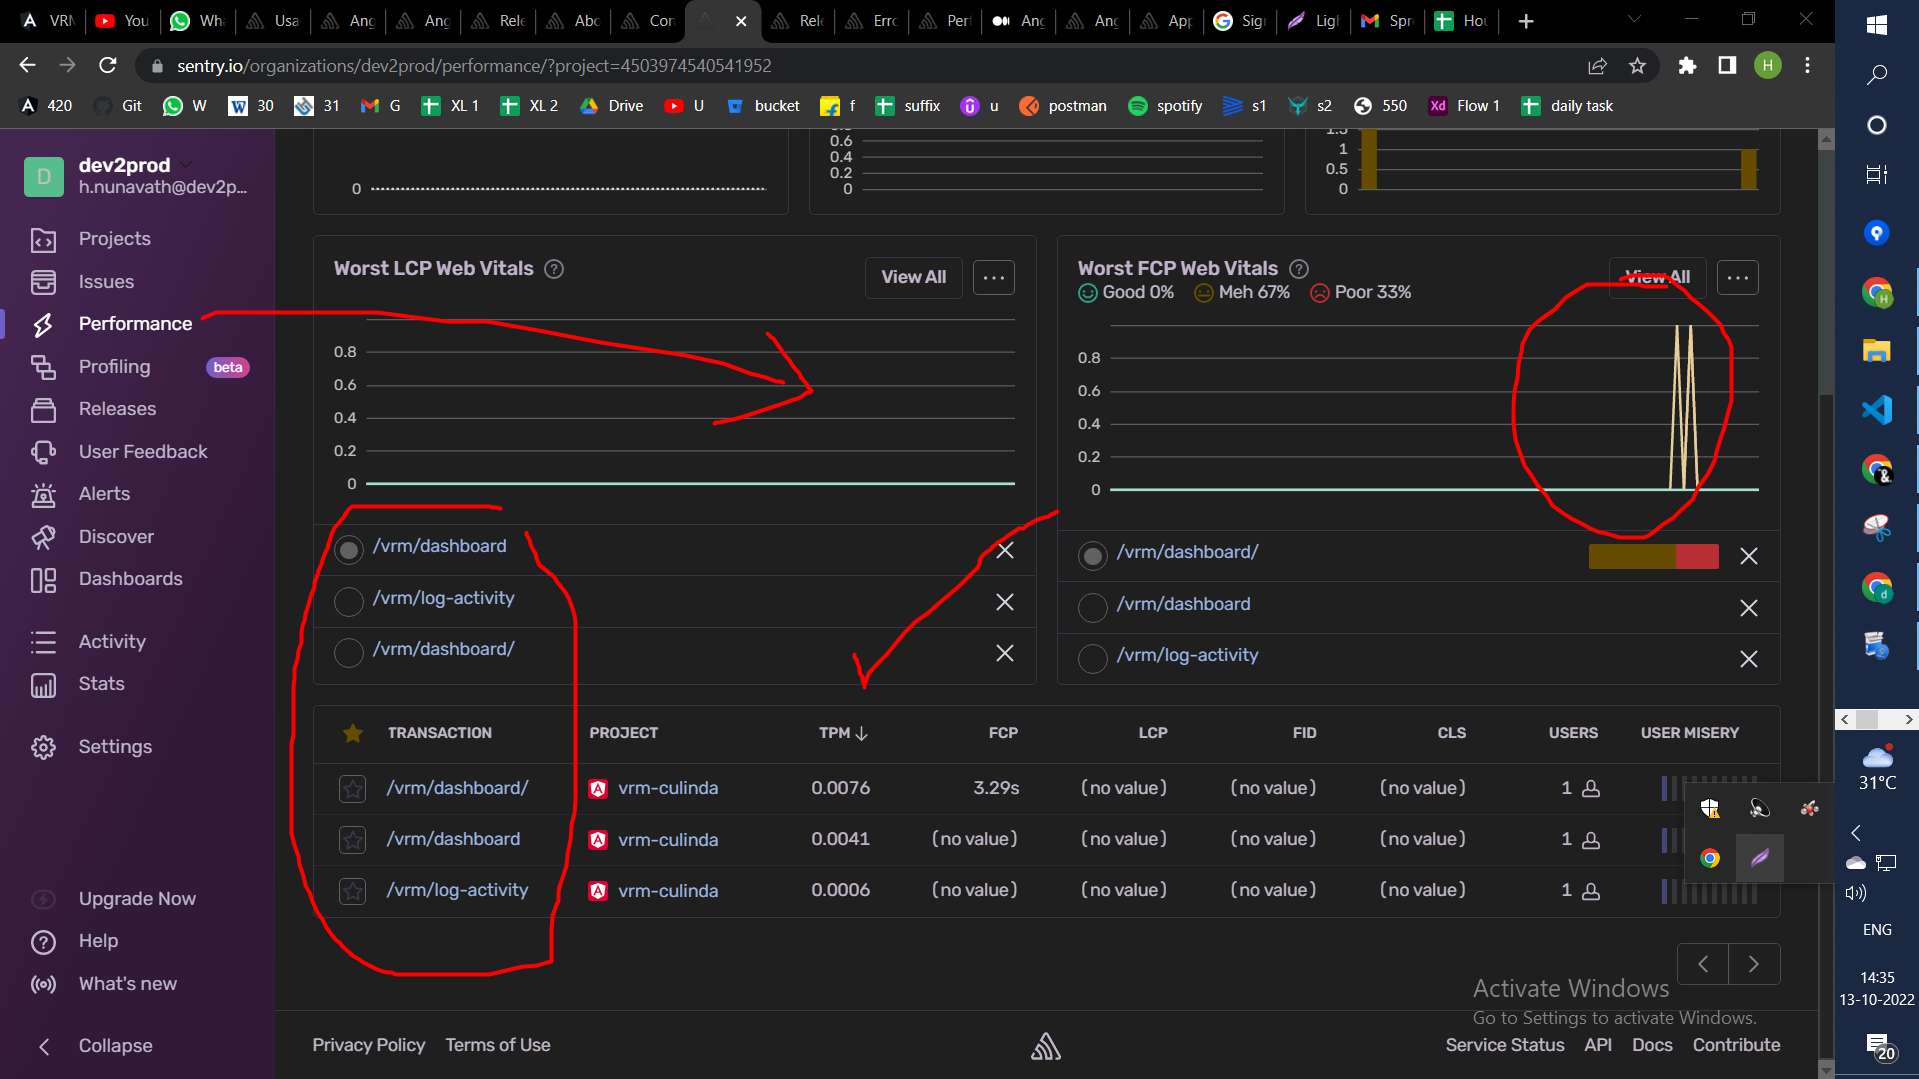 VRM
You
Wha
Usa
Ang
Ang
Rele
Abo
Con
Rele
Erro
Perf
Ang
Ang
App
Sign
Ligh
Spr
Hou
sentry.io/organizations/dev2prod/performance/?project=4503974540541952
H
420
Git
W
30
31
G
XL 1
XL 2
Drive
U
bucket
f
suffix
u
postman
spotify
s1
s2
550
Xd
Flow 1
daily task
D
dev2prod
h.nunavath@dev2p...
Projects
Issues
Performance
Profiling
beta
Releases
User Feedback
Alerts
Discover
Dashboards
Activity
Stats
Settings
Upgrade Now
Help
What's new
Collapse
0
0.6
0.4
0.2
0
1.5
1
0.5
0
Worst LCP Web Vitals
View All
0.8
0.6
0.4
0.2
0
/vrm/dashboard
/vrm/log-activity
/vrm/dashboard/
Worst FCP Web Vitals
Good 0%
Meh 67%
Poor 33%
View All
0.8
0.6
0.4
0.2
0
/vrm/dashboard/
/vrm/dashboard
/vrm/log-activity
TRANSACTION PROJECT TPM FCP LCP FID CLS USERS USER MISERY
/vrm/dashboard/ vrm-culinda 0.0076 3.29s (no value) (no value) (no value) 1
/vrm/dashboard vrm-culinda 0.0041 (no value) (no value) (no value) (no value) 1
/vrm/log-activity vrm-culinda 0.0006 (no value) (no value) (no value) (no value) 1
Activate Windows
Go to Settings to activate Windows.
Privacy Policy
Terms of Use
Service Status
API
Docs
Contribute
31°C
ENG
14:35
13-10-2022
20